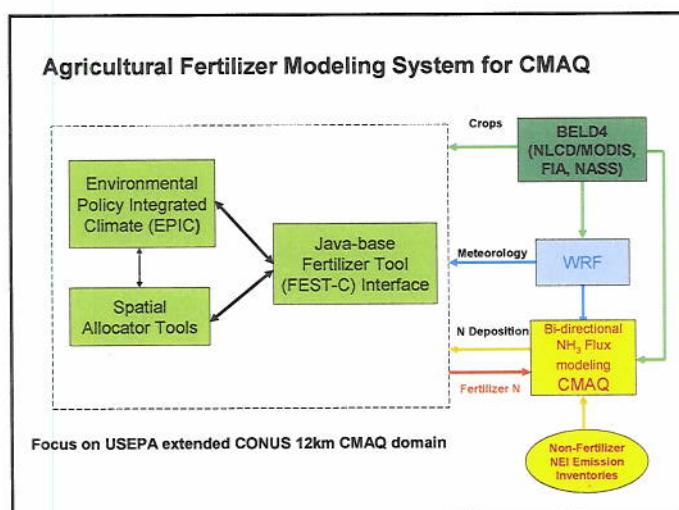 Agricultural Fertilizer Modeling System for CMAQ
Crops
BELD4
(NLCD/MODIS,
FIA, NASS)
Environmental
Policy Integrated
Climate (EPIC)
Java-base
Fertilizer Tool
(FEST-C) Interface
Meteorology
WRF
Spatial
Allocator Tools
N Deposition
Bi-directional
NH3 Flux
modeling
CMAQ
Fertilizer N
Focus on USEPA extended CONUS 12km CMAQ domain
Non-Fertilizer
NEI Emission
Inventories